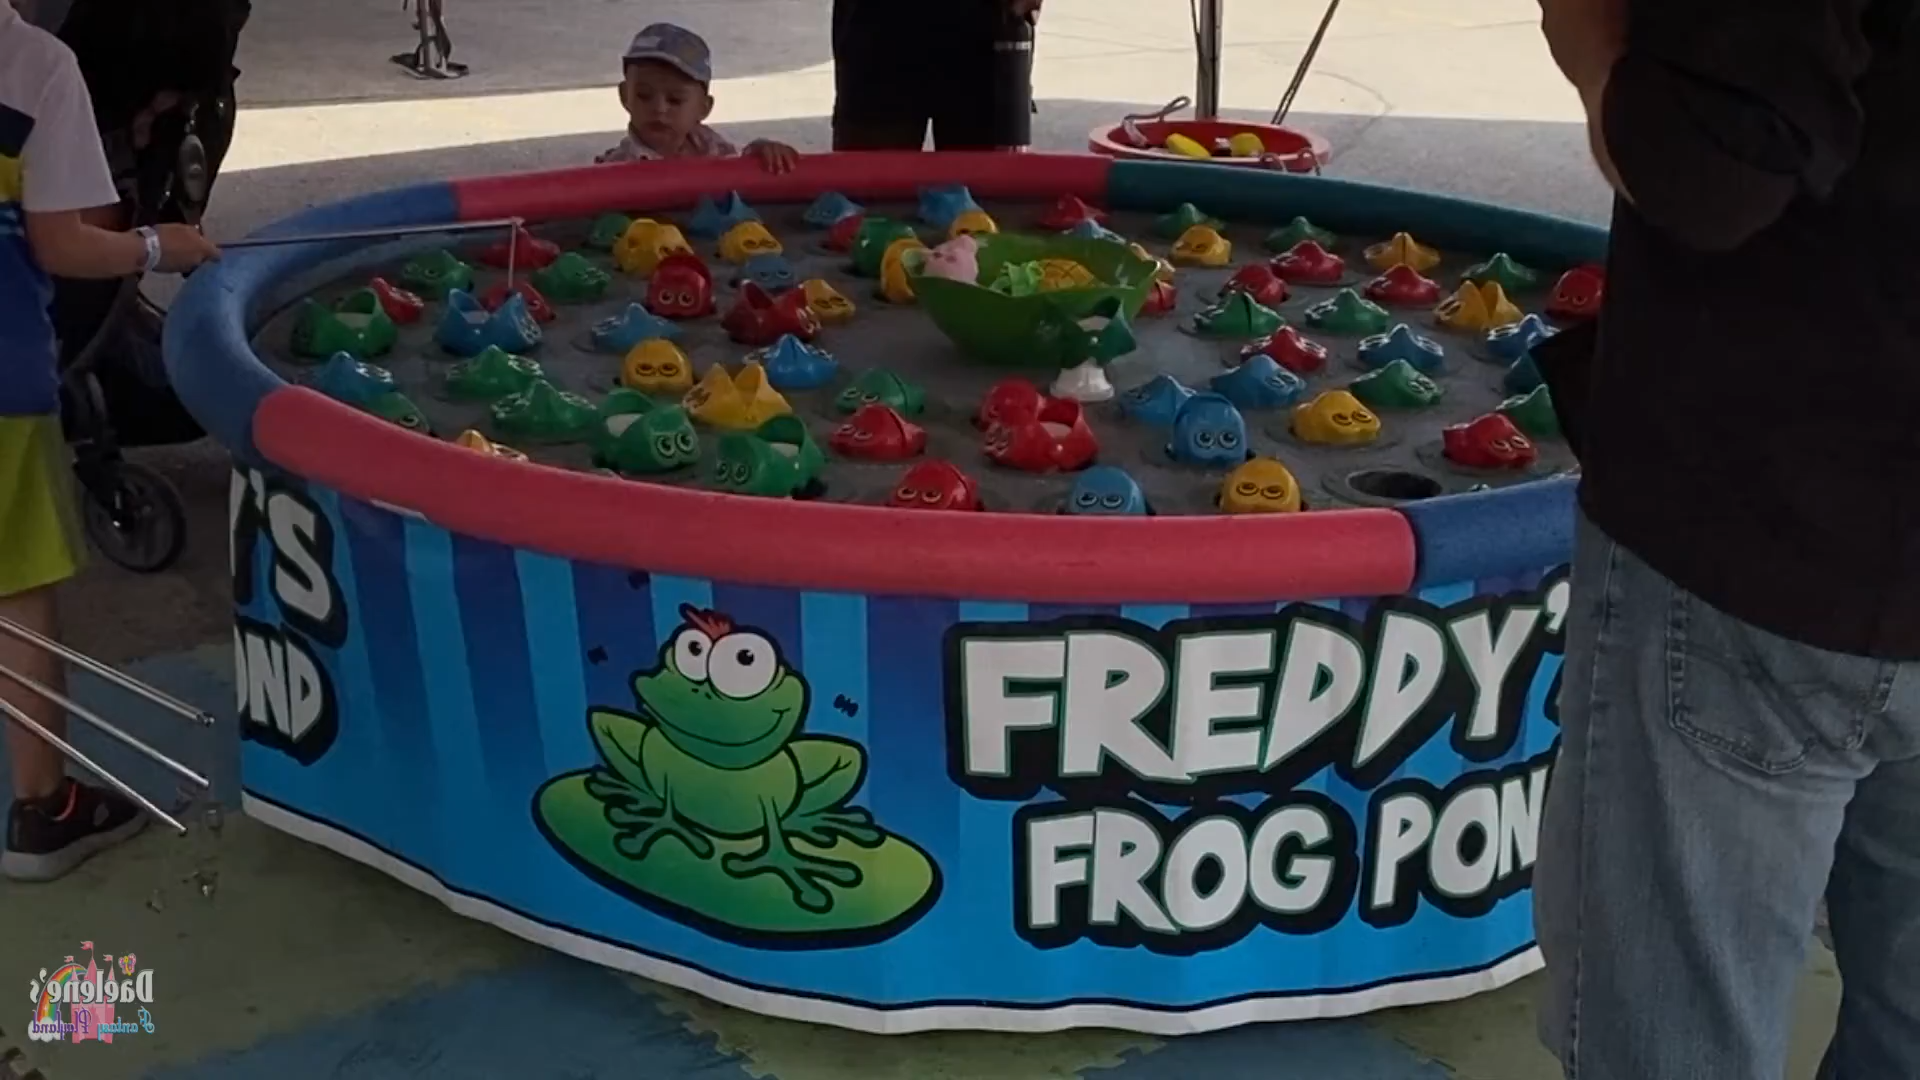 Y'S
OND
FREDDY'
FROG PON
Daelene's
Fantasy Playland